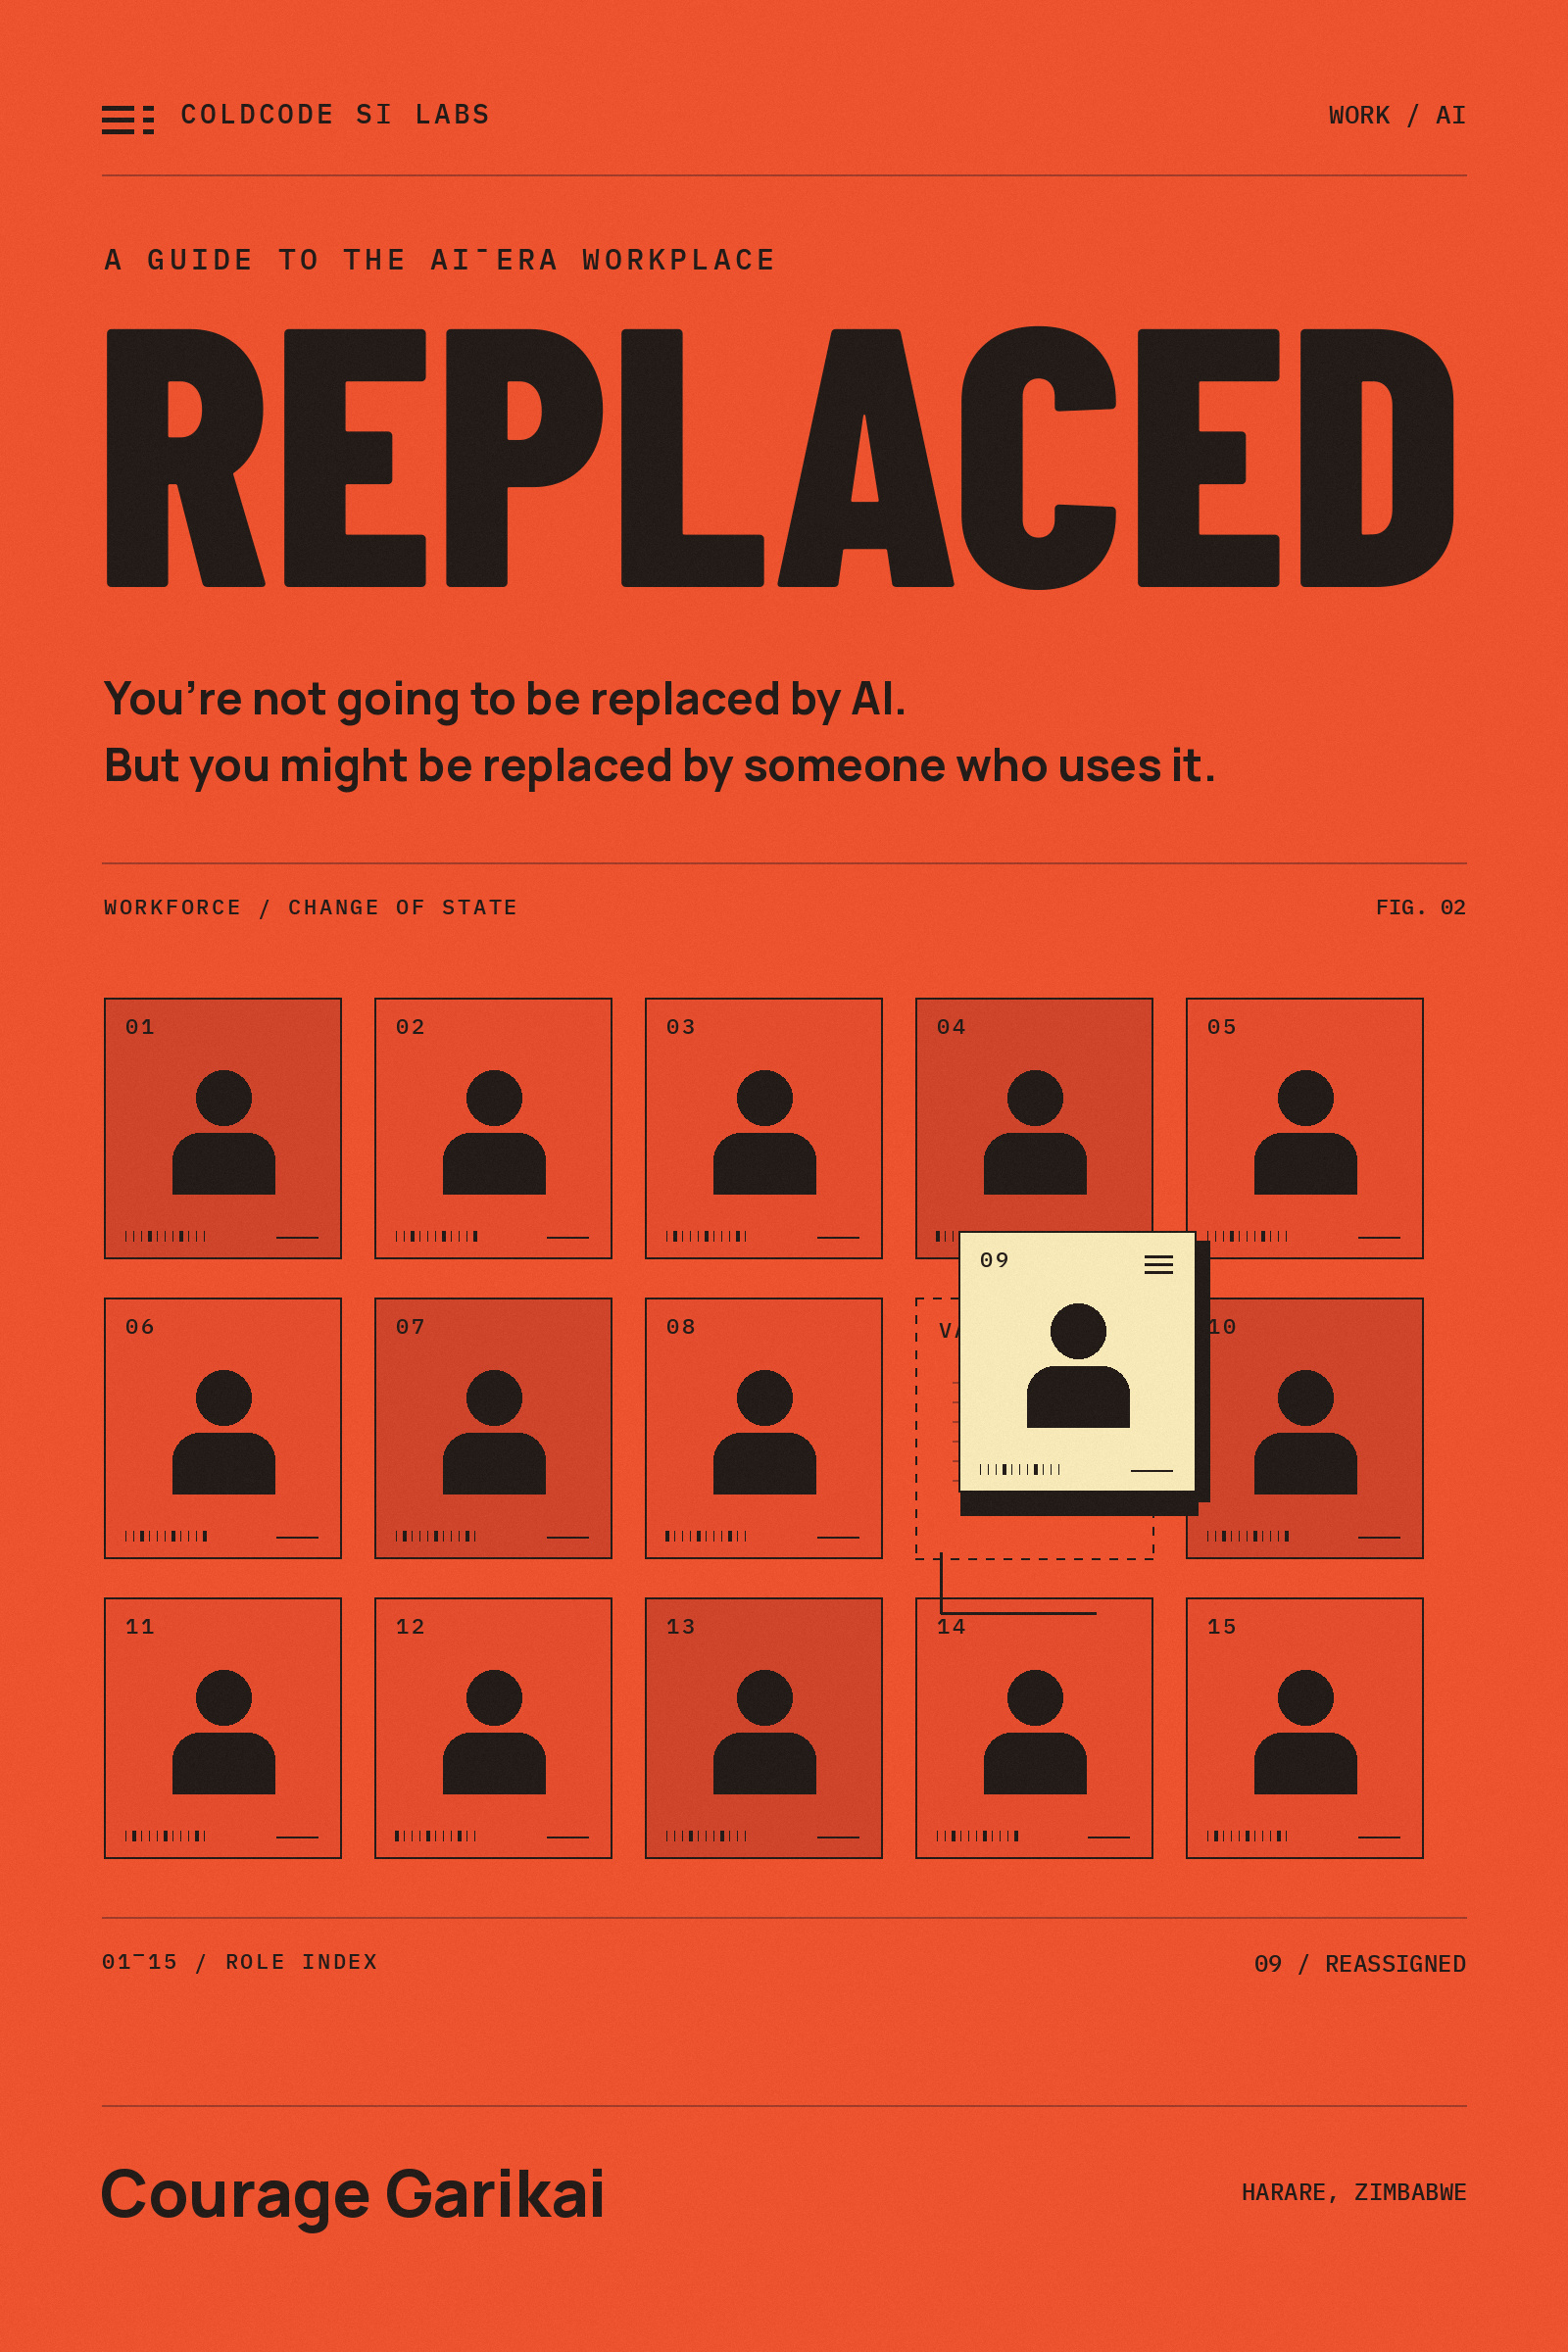 COLDCODE SI LABS
WORK / AI
A GUIDE TO THE AI‾ERA WORKPLACE
REPLACED
You’re not going to be replaced by AI.
But you might be replaced by someone who uses it.
WORKFORCE / CHANGE OF STATE
FIG. 02
01 02 03 04 05
06 07 08 09 10
11 12 13 14 15
01‾15 / ROLE INDEX
09 / REASSIGNED
Courage Garikai
HARARE, ZIMBABWE